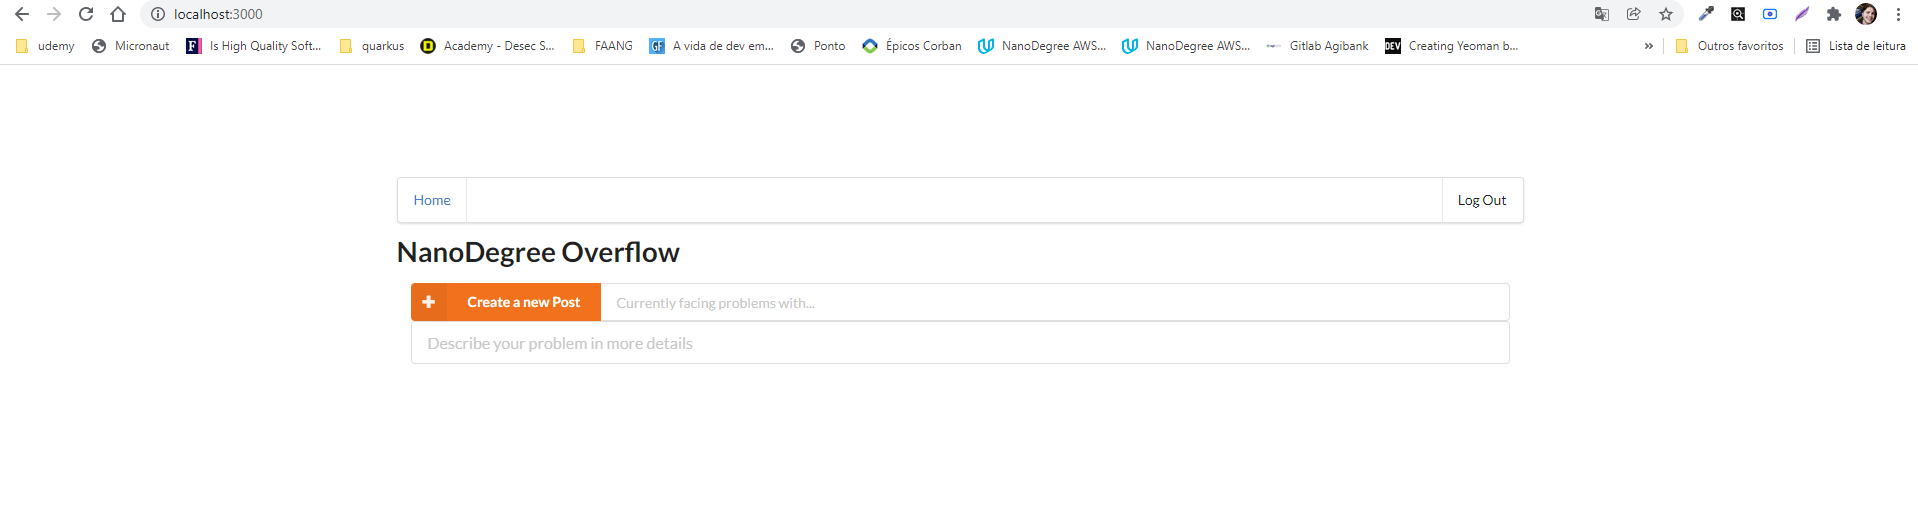 localhost:3000
udemy Micronaut F Is High Quality Soft... quarkus Academy - Desec S... FAANG GF A vida de dev em... Ponto Épicos Corban NanoDegree AWS... NanoDegree AWS... Gitlab Agibank DEV Creating Yeoman b... » Outros favoritos Lista de leitura
Home Log Out
NanoDegree Overflow
Create a new Post Currently facing problems with...
Describe your problem in more details